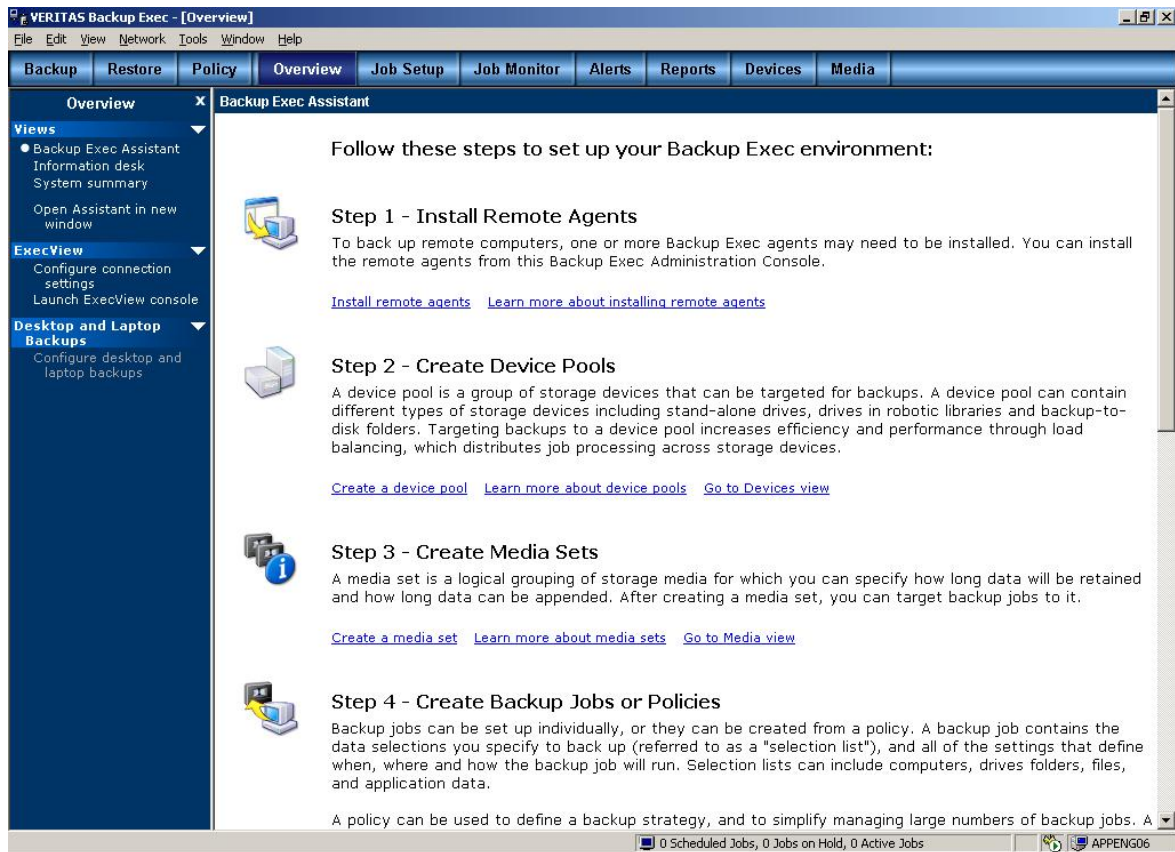 VERITAS Backup Exec - [Overview]
File Edit View Network Tools Window Help
Backup Restore Policy Overview Job Setup Job Monitor Alerts Reports Devices Media
Overview x
Views
Backup Exec Assistant
Information desk
System summary
Open Assistant in new
window
ExecView
Configure connection
settings
Launch ExecView console
Desktop and Laptop
Backups
Configure desktop and
laptop backups
Backup Exec Assistant
Follow these steps to set up your Backup Exec environment:
Step 1 - Install Remote Agents
To back up remote computers, one or more Backup Exec agents may need to be installed. You can install
the remote agents from this Backup Exec Administration Console.
Install remote agents Learn more about installing remote agents
Step 2 - Create Device Pools
A device pool is a group of storage devices that can be targeted for backups. A device pool can contain
different types of storage devices including stand-alone drives, drives in robotic libraries and backup-to-
disk folders. Targeting backups to a device pool increases efficiency and performance through load
balancing, which distributes job processing across storage devices.
Create a device pool Learn more about device pools Go to Devices view
Step 3 - Create Media Sets
A media set is a logical grouping of storage media for which you can specify how long data will be retained
and how long data can be appended. After creating a media set, you can target backup jobs to it.
Create a media set Learn more about media sets Go to Media view
Step 4 - Create Backup Jobs or Policies
Backup jobs can be set up individually, or they can be created from a policy. A backup job contains the
data selections you specify to back up (referred to as a "selection list"), and all of the settings that define
when, where and how the backup job will run. Selection lists can include computers, drives folders, files,
and application data.
A policy can be used to define a backup strategy, and to simplify managing large numbers of backup jobs. A
0 Scheduled Jobs, 0 Jobs on Hold, 0 Active Jobs
APPENG06